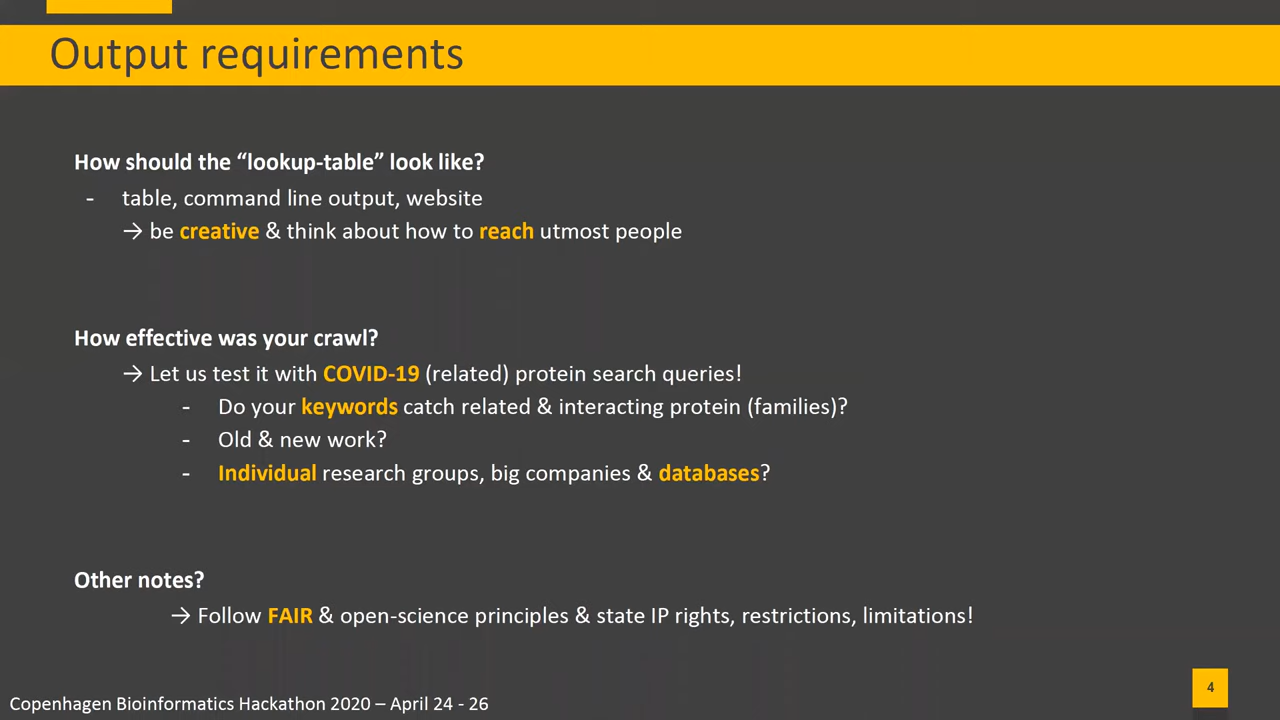 Output requirements
How should the “lookup-table” look like?
- table, command line output, website
→ be creative & think about how to reach utmost people
How effective was your crawl?
→ Let us test it with COVID-19 (related) protein search queries!
- Do your keywords catch related & interacting protein (families)?
- Old & new work?
- Individual research groups, big companies & databases?
Other notes?
→ Follow FAIR & open-science principles & state IP rights, restrictions, limitations!
4
Copenhagen Bioinformatics Hackathon 2020 – April 24 - 26